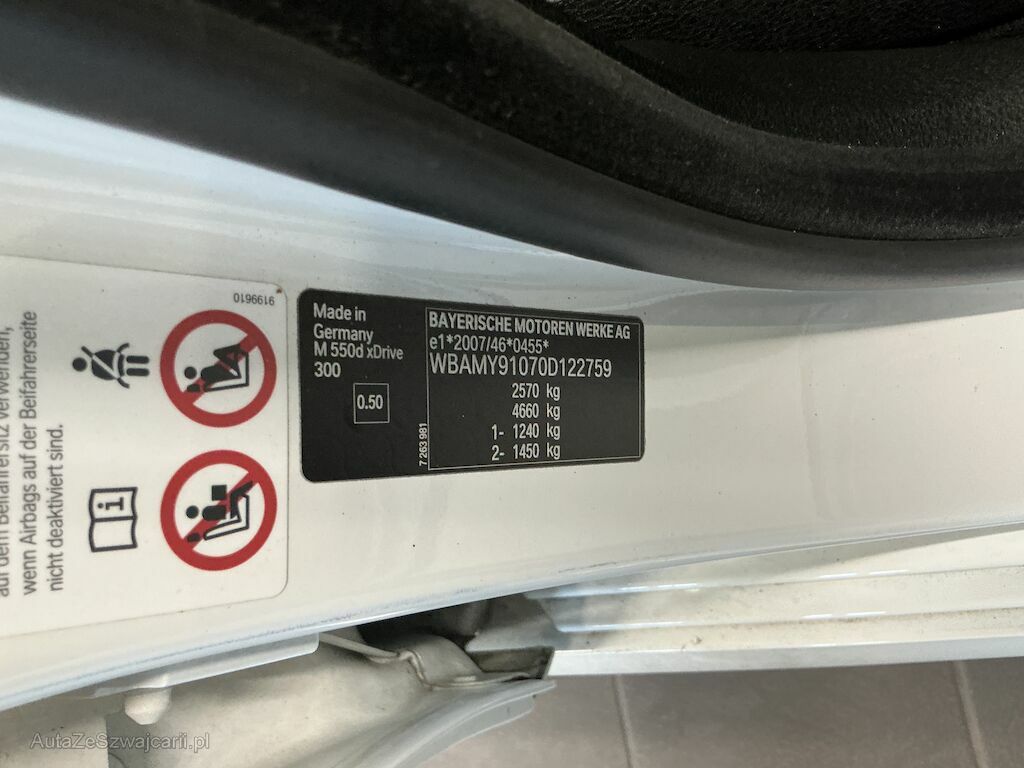 auf dem Beifahrersitz verwenden,
wenn Airbags auf der Beifahrerseite
nicht deaktiviert sind.
9199610
Made in
Germany
M 550d xDrive
300
0.50
7 263 981
BAYERISCHE MOTOREN WERKE AG
e1*2007/46*0455*
WBAMY91070D122759
2570 kg
4660 kg
1- 1240 kg
2- 1450 kg
AutaZeSzwajcarii.pl